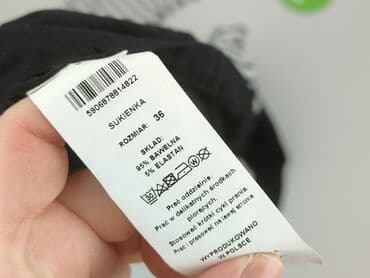 5906878814822
SUKIENKA
ROZMIAR: 36
SKŁAD:
95% BAWEŁNA
5% ELASTAN
30
Prać oddzielnie.
Prać w delikatnych środkach
piorących.
Stosować krótki cykl prania.
Prać i prasować na lewej stronie
WYPRODUKOWANO
W POLSCE